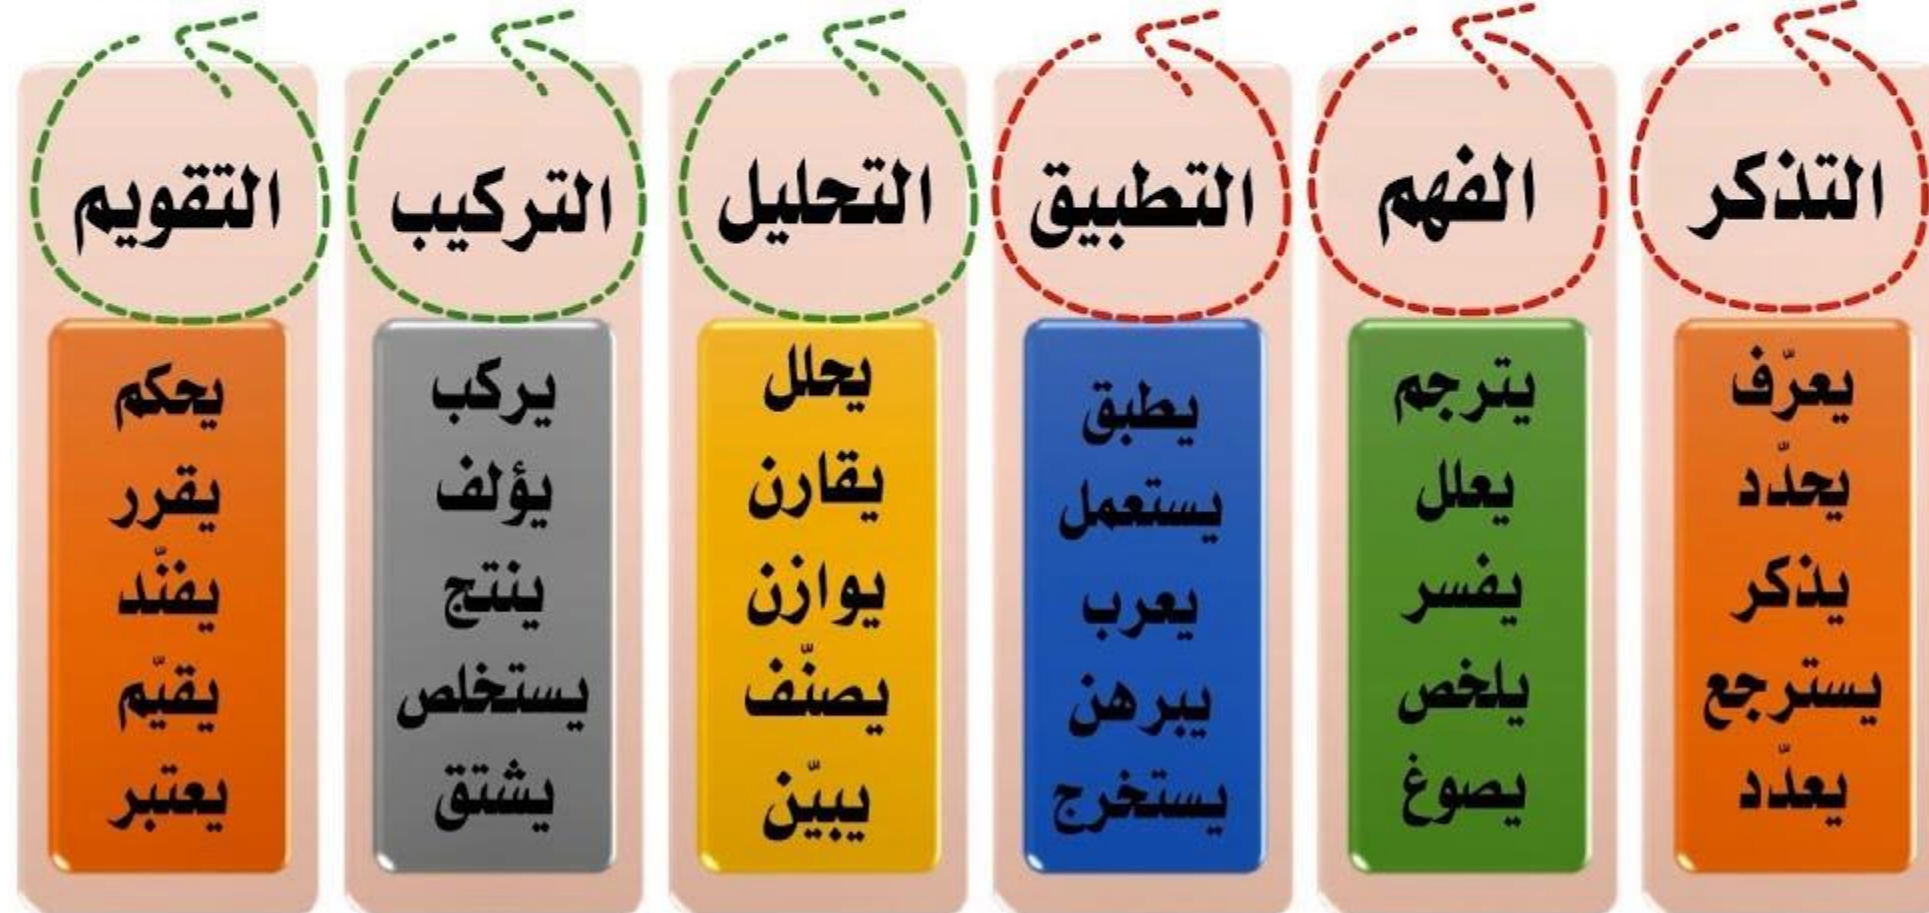 التذكر
يعرّف
يحدّد
يذكر
يسترجع
يعدّد
الفهم
يترجم
يعلل
يفسر
يلخص
يصوغ
التطبيق
يطبق
يستعمل
يعرب
يبرهن
يستخرج
التحليل
يحلل
يقارن
يوازن
يصنّف
يبيّن
التركيب
يركب
يؤلف
ينتج
يستخلص
يشتق
التقويم
يحكم
يقرر
يفنّد
يقيّم
يعتبر